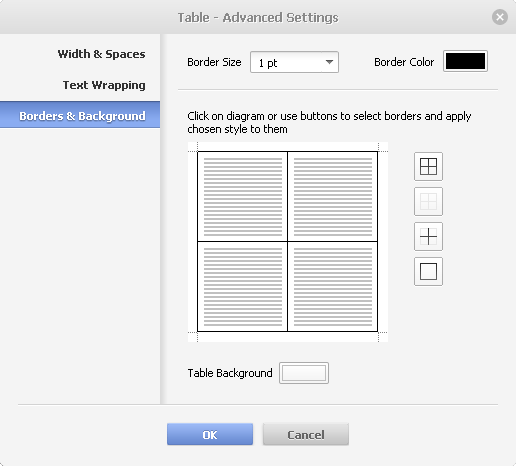 Table - Advanced Settings
Width & Spaces
Text Wrapping
Borders & Background
Border Size
1 pt
Border Color
Click on diagram or use buttons to select borders and apply
chosen style to them
Table Background
OK
Cancel